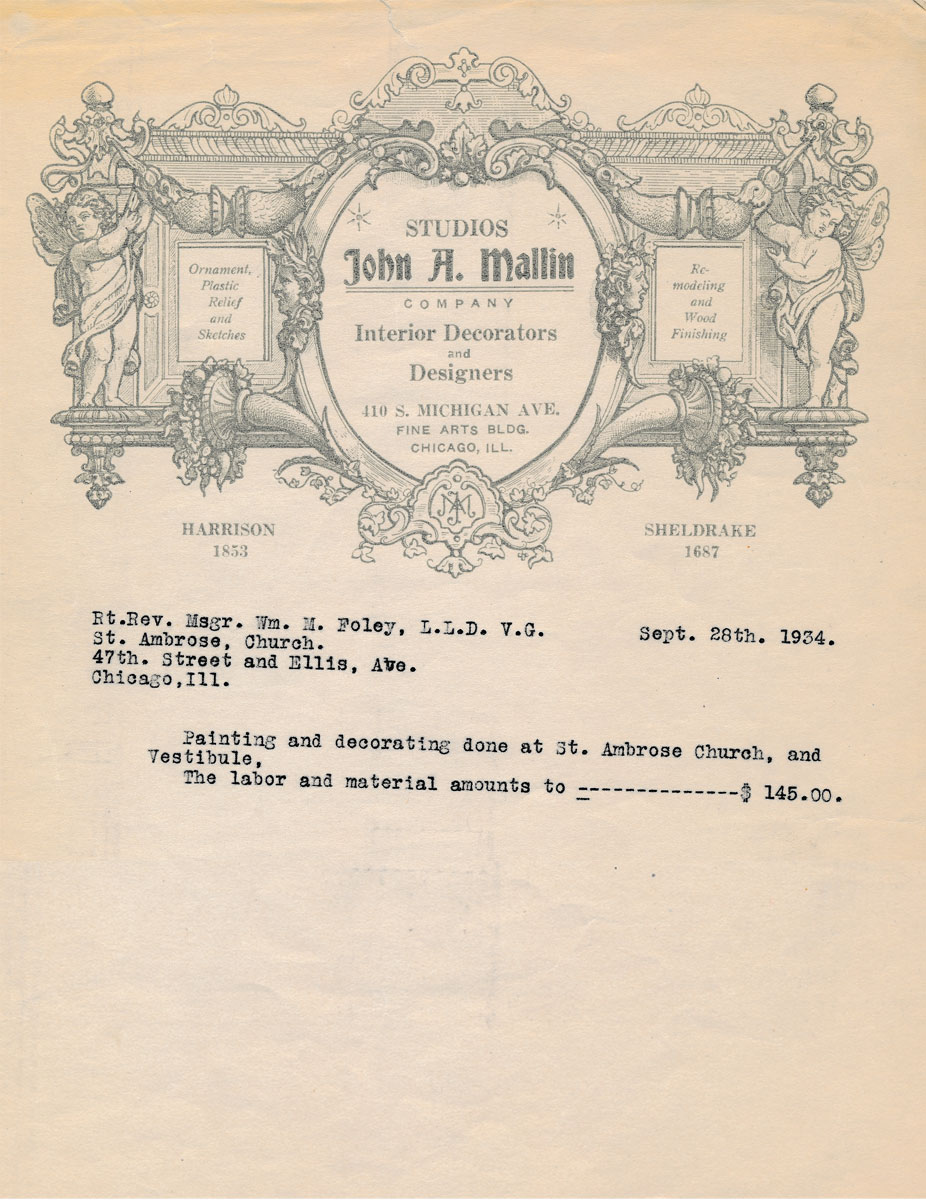 STUDIOS
John A. Mallin
COMPANY
Interior Decorators
and
Designers
410 S. MICHIGAN AVE.
FINE ARTS BLDG.
CHICAGO, ILL.
Ornament,
Plastic
Relief
and
Sketches
Re-
modeling
and
Wood
Finishing
HARRISON
1853
SHELDRAKE
1687
Rt.Rev. Msgr. Wm. M. Foley, L.L.D. V.G.
St. Ambrose, Church.
47th. Street and Ellis, Ave.
Chicago,Ill.
Sept. 28th. 1934.
Painting and decorating done at St. Ambrose Church, and
Vestibule,
The labor and material amounts to ---------------$ 145.00.